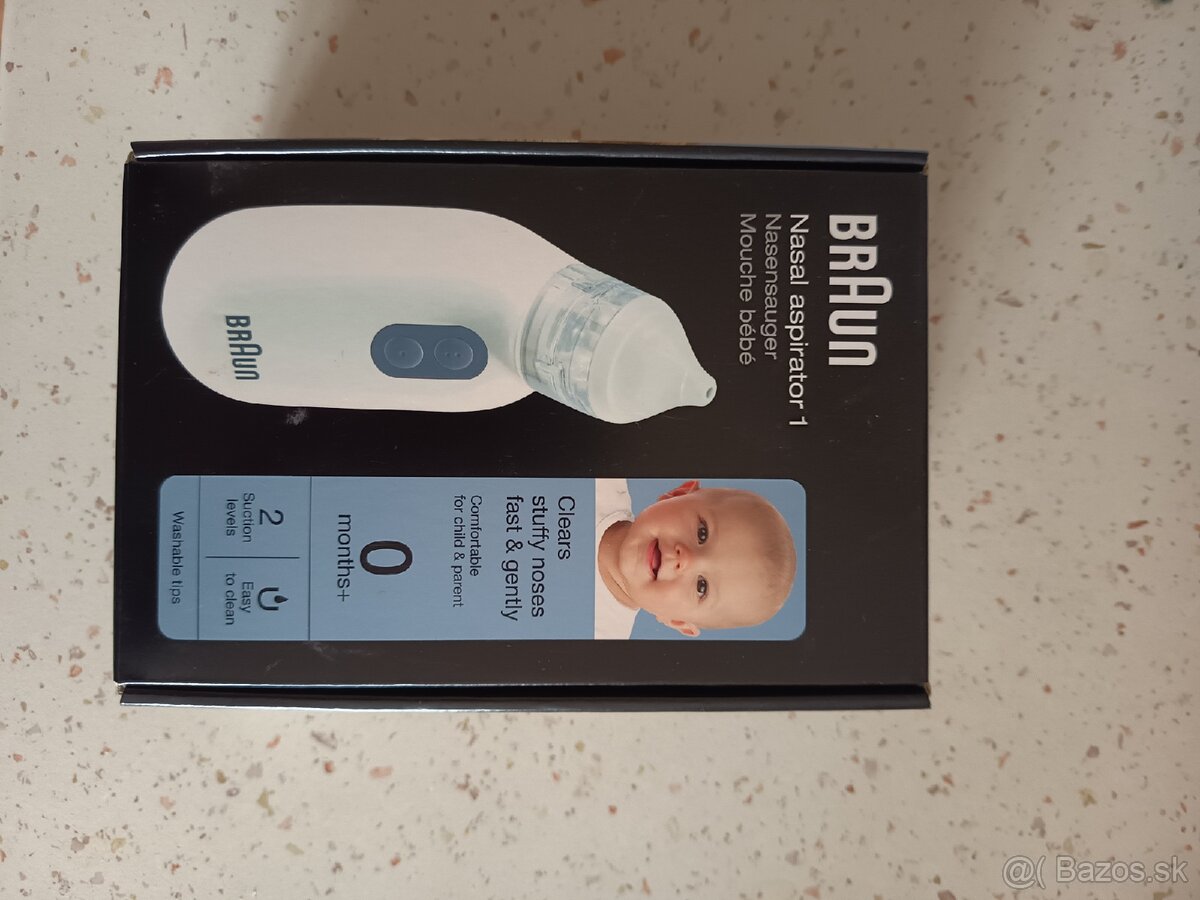 BRAUN
Nasal aspirator 1
Nasensauger
Mouche bébé
BRAUN
Clears
stuffy noses
fast & gently
Comfortable
for child & parent
0
months+
2
Suction
levels
Easy
to clean
Washable tips
@( Bazos.sk